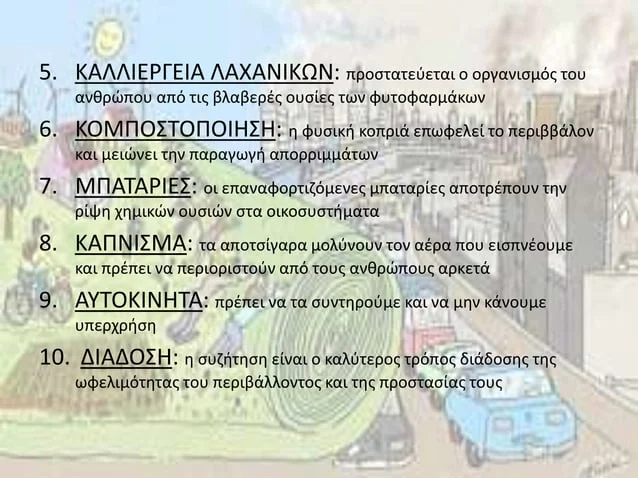 5. ΚΑΛΛΙΕΡΓΕΙΑ ΛΑΧΑΝΙΚΩΝ: προστατεύεται ο οργανισμός του
ανθρώπου από τις βλαβερές ουσίες των φυτοφαρμάκων
6. ΚΟΜΠΟΣΤΟΠΟΙΗΣΗ: η φυσική κοπριά επωφελεί το περιββάλον
και μειώνει την παραγωγή απορριμμάτων
7. ΜΠΑΤΑΡΙΕΣ: οι επαναφορτιζόμενες μπαταρίες αποτρέπουν την
ρίψη χημικών ουσιών στα οικοσυστήματα
8. ΚΑΠΝΙΣΜΑ: τα αποτσίγαρα μολύνουν τον αέρα που εισπνέουμε
και πρέπει να περιοριστούν από τους ανθρώπους αρκετά
9. ΑΥΤΟΚΙΝΗΤΑ: πρέπει να τα συντηρούμε και να μην κάνουμε
υπερχρήση
10. ΔΙΑΔΟΣΗ: η συζήτηση είναι ο καλύτερος τρόπος διάδοσης της
ωφελιμότητας του περιβάλλοντος και της προστασίας τους